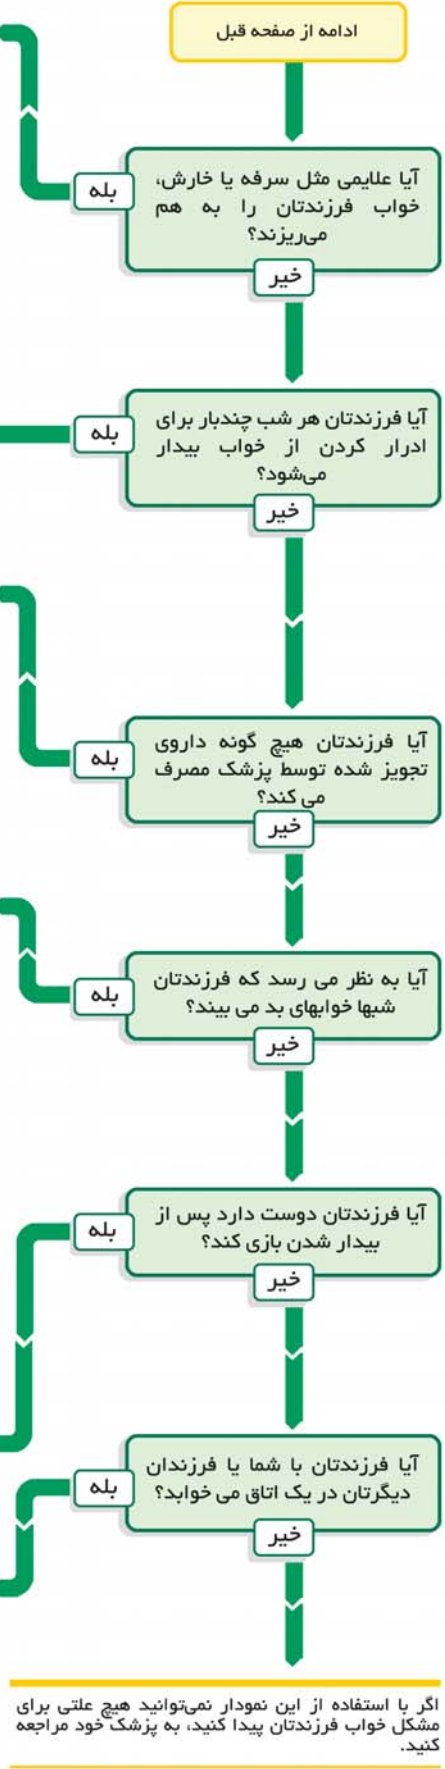 ادامه از صفحه قبل
آیا علایمی مثل سرفه یا خارش،
خواب فرزندتان را به هم
می‌ریزند؟
بله
خیر
آیا فرزندتان هر شب چندبار برای
ادرار کردن از خواب بیدار
می‌شود؟
بله
خیر
آیا فرزندتان هیچ گونه داروی
تجویز شده توسط پزشک مصرف
می کند؟
بله
خیر
آیا به نظر می رسد که فرزندتان
شبها خوابهای بد می بیند؟
بله
خیر
آیا فرزندتان دوست دارد پس از
بیدار شدن بازی کند؟
بله
خیر
آیا فرزندتان با شما یا فرزندان
دیگرتان در یک اتاق می خوابد؟
بله
خیر
اگر با استفاده از این نمودار نمی‌توانید هیچ علتی برای
مشکل خواب فرزندتان پیدا کنید، به پزشک خود مراجعه
کنید.